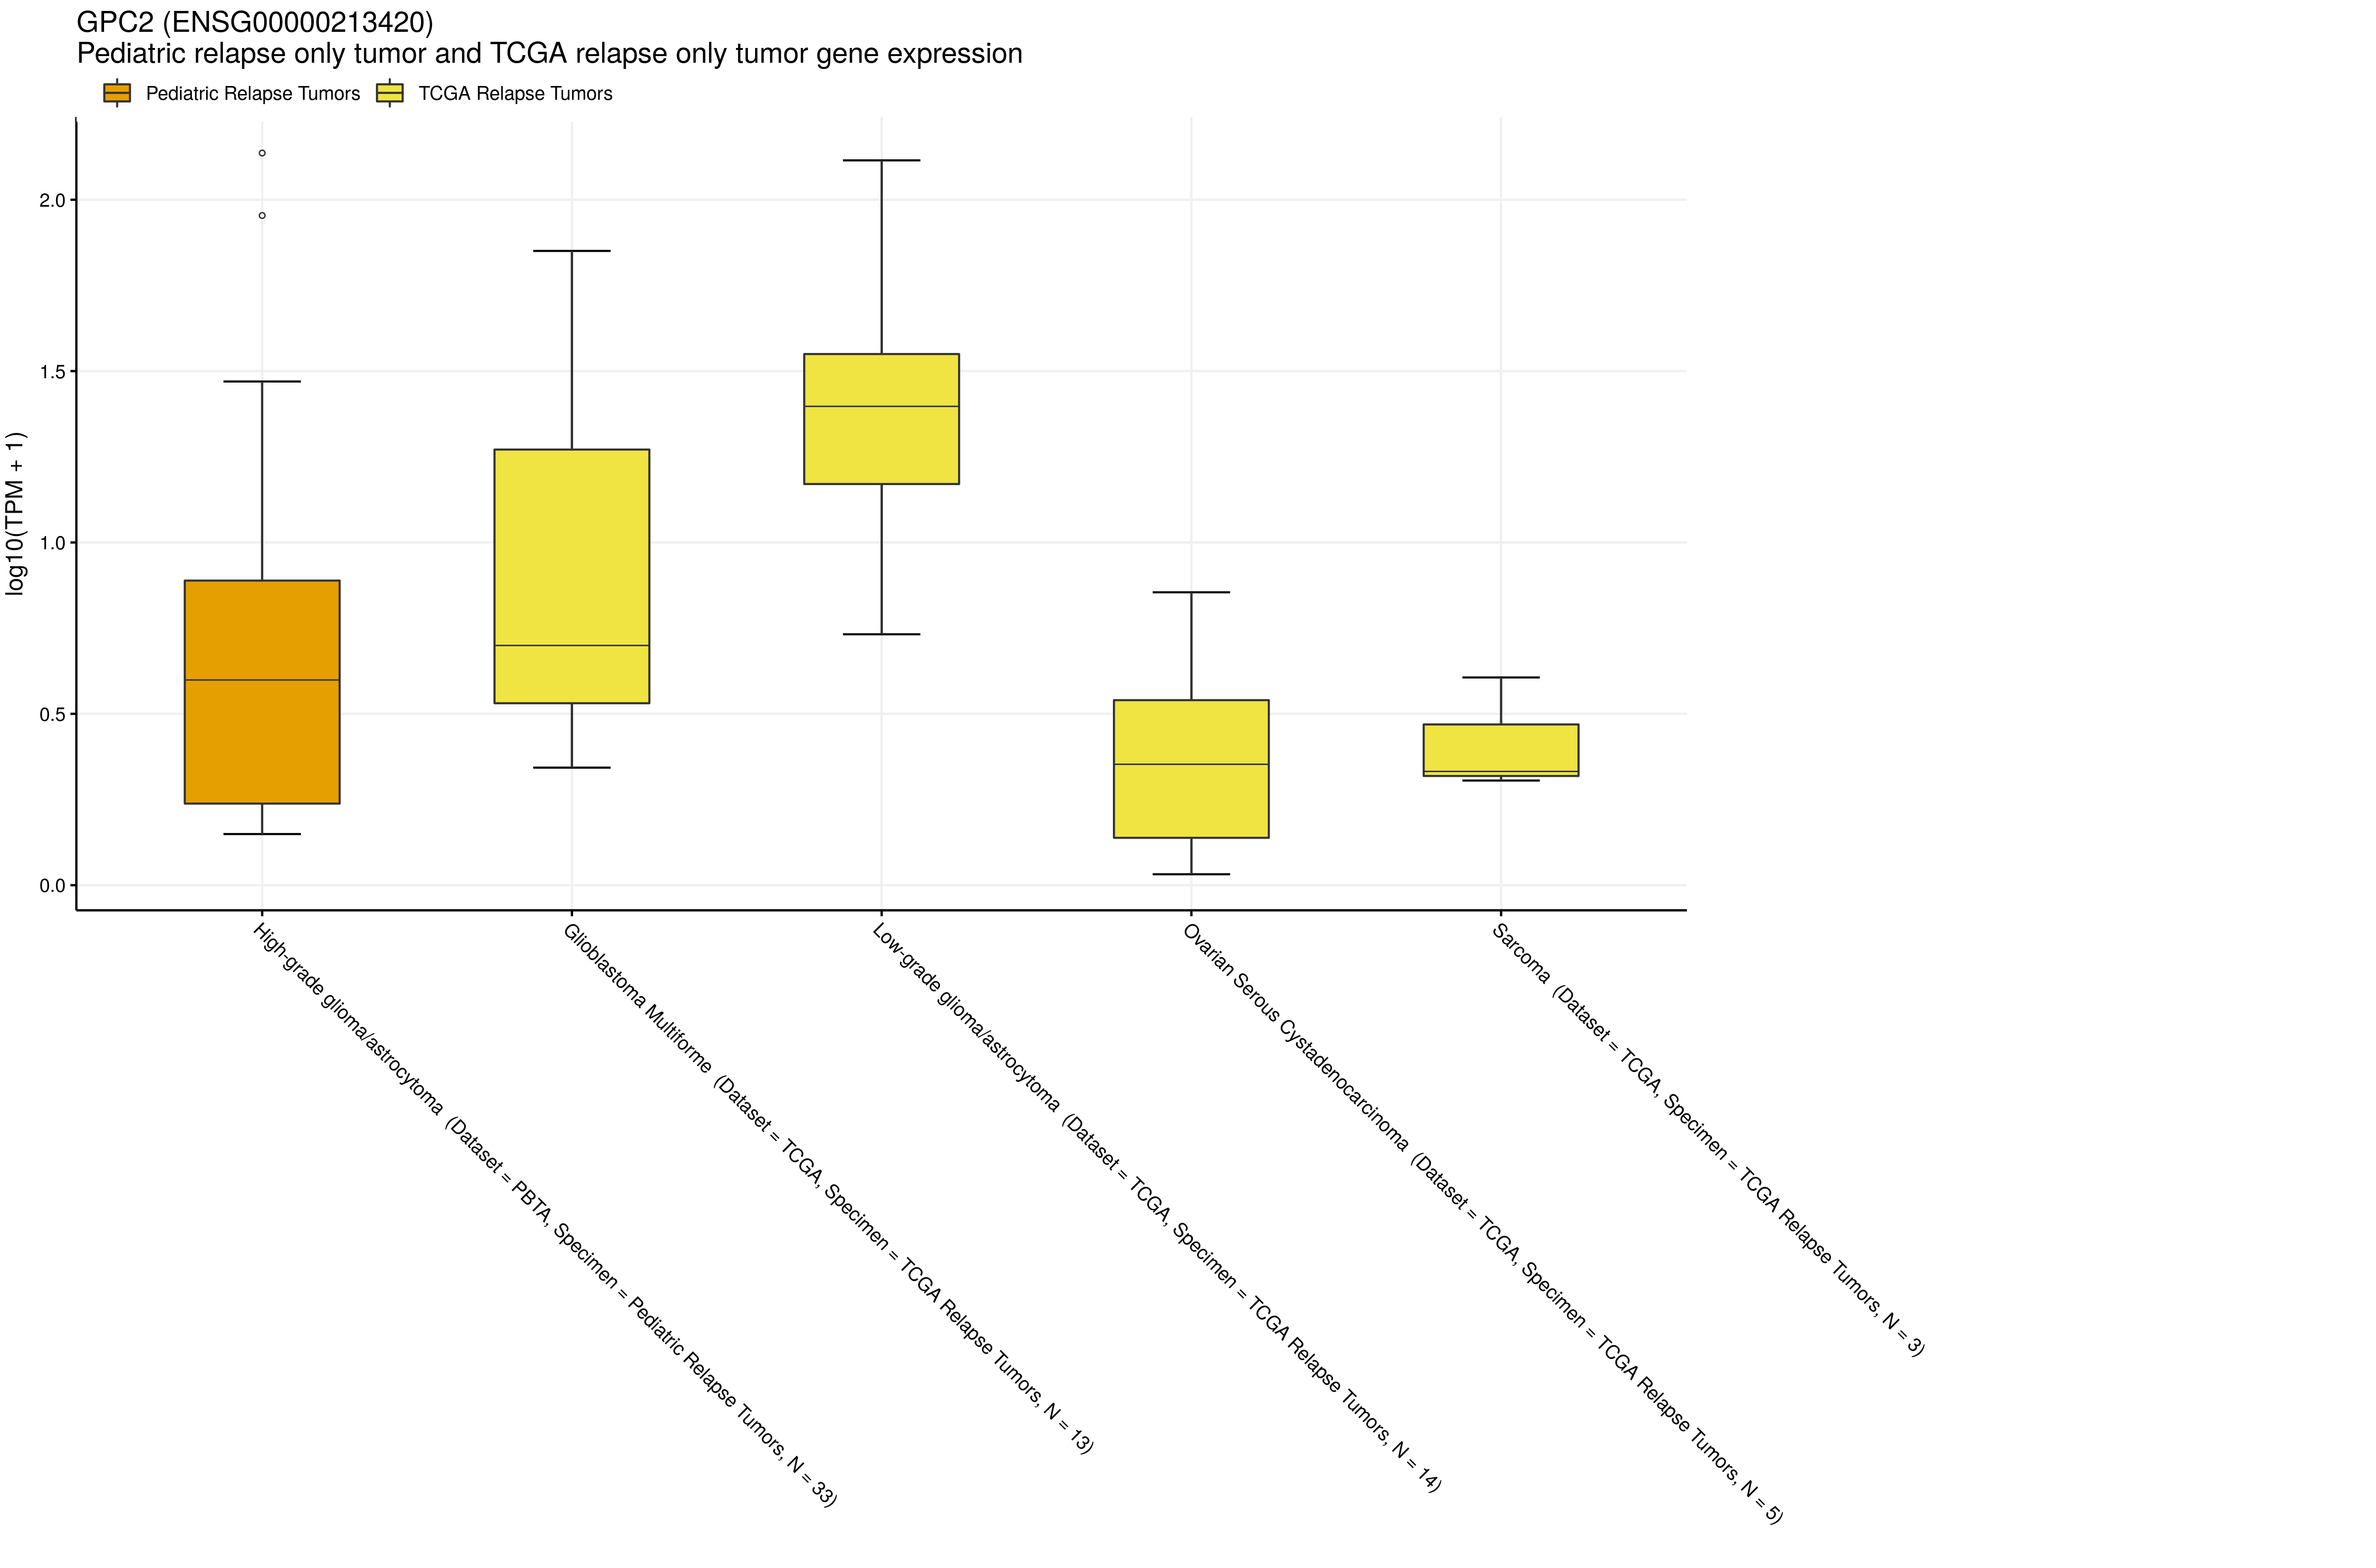 GPC2 (ENSG00000213420)
Pediatric relapse only tumor and TCGA relapse only tumor gene expression
Pediatric Relapse Tumors
TCGA Relapse Tumors
log10(TPM + 1)
2.0
1.5
1.0
0.5
0.0
High-grade glioma/astrocytoma (Dataset = PBTA, Specimen = Pediatric Relapse Tumors, N = 33)
Glioblastoma Multiforme (Dataset = TCGA, Specimen = TCGA Relapse Tumors, N = 13)
Low-grade glioma/astrocytoma (Dataset = TCGA, Specimen = TCGA Relapse Tumors, N = 14)
Ovarian Serous Cystadenocarcinoma (Dataset = TCGA, Specimen = TCGA Relapse Tumors, N = 5)
Sarcoma (Dataset = TCGA, Specimen = TCGA Relapse Tumors, N = 3)